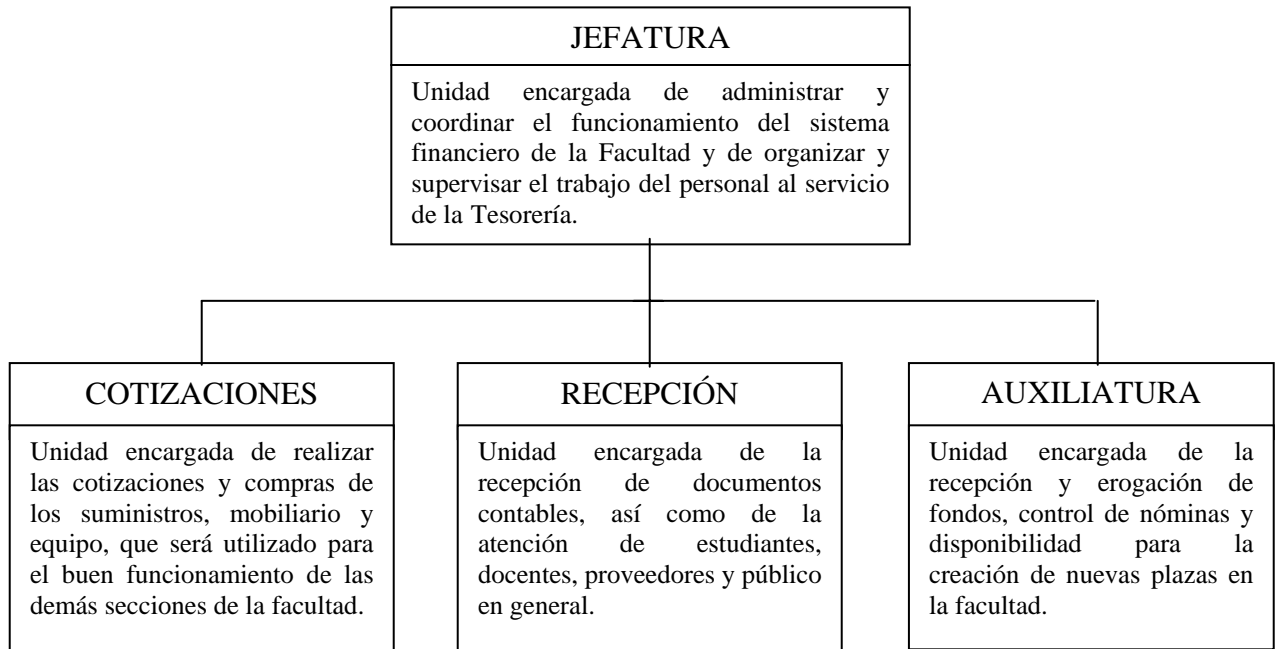 JEFATURA
Unidad encargada de administrar y
coordinar el funcionamiento del sistema
financiero de la Facultad y de organizar y
supervisar el trabajo del personal al servicio
de la Tesorería.
COTIZACIONES
Unidad encargada de realizar
las cotizaciones y compras de
los suministros, mobiliario y
equipo, que será utilizado para
el buen funcionamiento de las
demás secciones de la facultad.
RECEPCIÓN
Unidad encargada de la
recepción de documentos
contables, así como de la
atención de estudiantes,
docentes, proveedores y público
en general.
AUXILIATURA
Unidad encargada de la
recepción y erogación de
fondos, control de nóminas y
disponibilidad para la
creación de nuevas plazas en
la facultad.